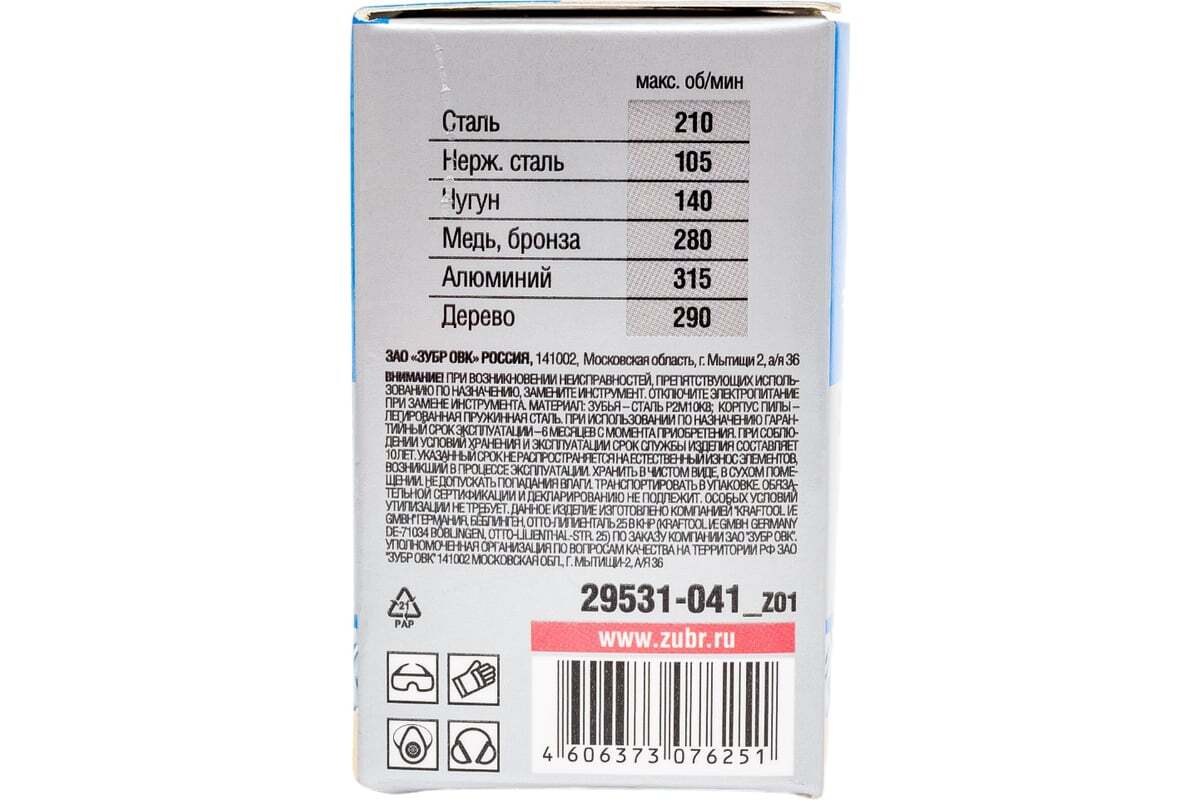 макс. об/мин
Сталь 210
Нерж. сталь 105
Чугун 140
Медь, бронза 280
Алюминий 315
Дерево 290
ЗАО «ЗУБР ОВК» РОССИЯ, 141002, Московская область, г. Мытищи 2, а/я 36
ВНИМАНИЕ! ПРИ ВОЗНИКНОВЕНИИ НЕИСПРАВНОСТЕЙ, ПРЕПЯТСТВУЮЩИХ ИСПОЛЬ-
ЗОВАНИЮ ПО НАЗНАЧЕНИЮ, ЗАМЕНИТЕ ИНСТРУМЕНТ. ОТКЛЮЧИТЕ ЭЛЕКТРОПИТАНИЕ
ПРИ ЗАМЕНЕ ИНСТРУМЕНТА. МАТЕРИАЛ: ЗУБЬЯ – СТАЛЬ Р2М10К8; КОРПУС ПИЛЫ –
ЛЕГИРОВАННАЯ ПРУЖИННАЯ СТАЛЬ. ПРИ ИСПОЛЬЗОВАНИИ ПО НАЗНАЧЕНИЮ ГАРАН-
ТИЙНЫЙ СРОК ЭКСПЛУАТАЦИИ – 6 МЕСЯЦЕВ С МОМЕНТА ПРИОБРЕТЕНИЯ. ПРИ СОБЛЮ-
ДЕНИИ УСЛОВИЙ ХРАНЕНИЯ И ЭКСПЛУАТАЦИИ СРОК СЛУЖБЫ ИЗДЕЛИЯ СОСТАВЛЯЕТ
10 ЛЕТ. УКАЗАННЫЙ СРОК НЕ РАСПРОСТРАНЯЕТСЯ НА ЕСТЕСТВЕННЫЙ ИЗНОС ЭЛЕМЕНТОВ,
ВОЗНИКШИЙ В ПРОЦЕССЕ ЭКСПЛУАТАЦИИ. ХРАНИТЬ В ЧИСТОМ ВИДЕ, В СУХОМ ПОМЕ-
ЩЕНИИ. НЕ ДОПУСКАТЬ ПОПАДАНИЯ ВЛАГИ. ТРАНСПОРТИРОВАТЬ В УПАКОВКЕ. ОБЯЗА-
ТЕЛЬНОЙ СЕРТИФИКАЦИИ И ДЕКЛАРИРОВАНИЮ НЕ ПОДЛЕЖИТ. ОСОБЫХ УСЛОВИЙ
УТИЛИЗАЦИИ НЕ ТРЕБУЕТ. ДАННОЕ ИЗДЕЛИЕ ИЗГОТОВЛЕНО КОМПАНИЕЙ "KRAFTOOL I/E
GMBH" ГЕРМАНИЯ, БЁБЛИНГЕН, ОТТО-ЛИЛИЕНТАЛЬ 25 В КНР (KRAFTOOL I/E GMBH GERMANY
DE-71034 BÖBLINGEN, OTTO-LILIENTHAL-STR. 25) ПО ЗАКАЗУ КОМПАНИИ ЗАО "ЗУБР ОВК".
УПОЛНОМОЧЕННАЯ ОРГАНИЗАЦИЯ ПО ВОПРОСАМ КАЧЕСТВА НА ТЕРРИТОРИИ РФ ЗАО
"ЗУБР ОВК" 141002 МОСКОВСКАЯ ОБЛ., Г. МЫТИЩИ-2, А/Я 36
21
PAP
29531-041_Z01
www.zubr.ru
4 606373 076251